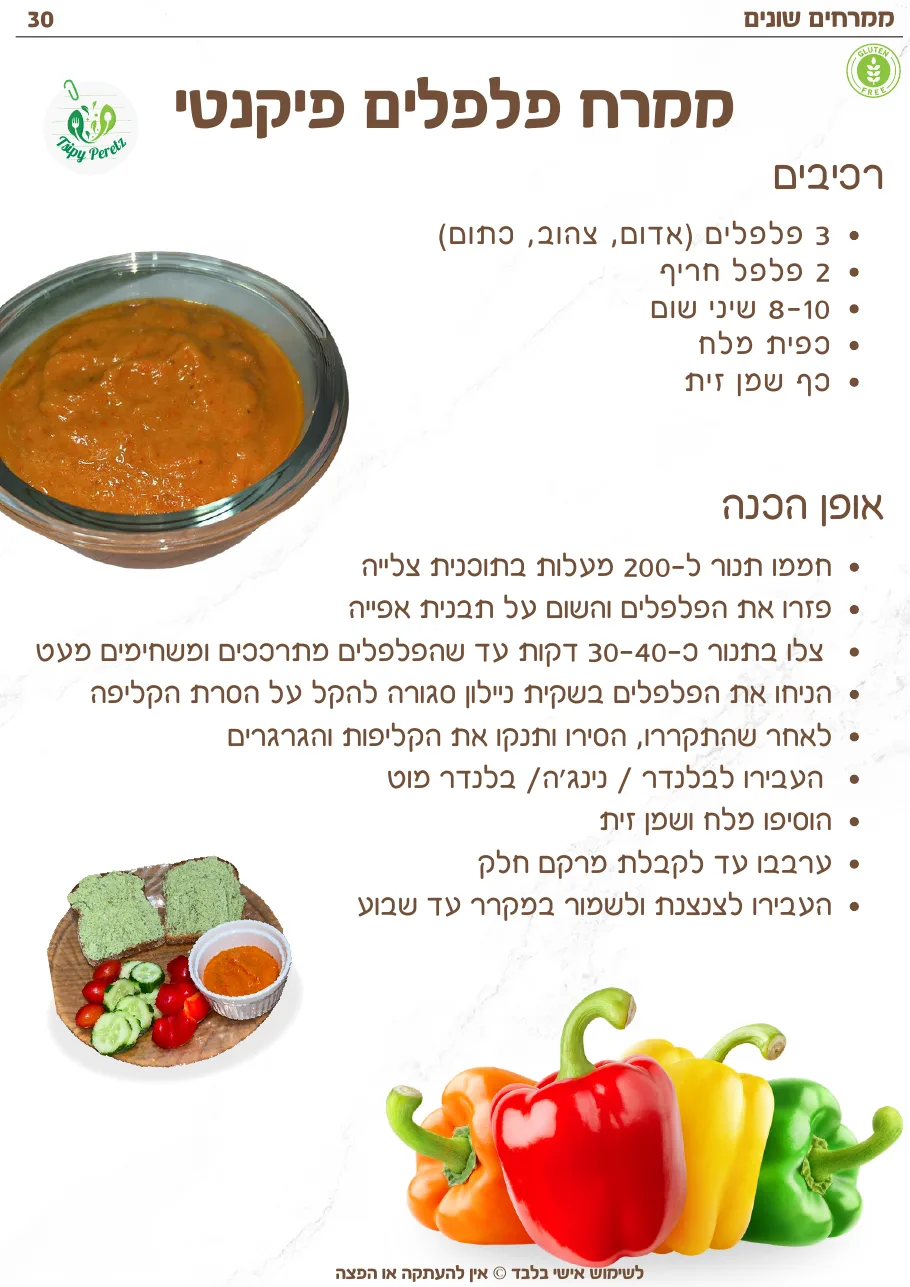 ממרחים שונים 30
GLUTEN
FREE
ממרח פלפלים פיקנטי
Tsipy Peretz
רכיבים
• 3 פלפלים (אדום, צהוב, כתום)
• 2 פלפל חריף
• 8-10 שיני שום
• כפית מלח
• כף שמן זית
אופן הכנה
• חממו תנור ל-200 מעלות בתוכנית צלייה
• פזרו את הפלפלים והשום על תבנית אפייה
• צלו בתנור כ-30-40 דקות עד שהפלפלים מתרככים ומשחימים מעט
• הניחו את הפלפלים בשקית ניילון סגורה להקל על הסרת הקליפה
• לאחר שהתקררו, הסירו ותנקו את הקליפות והגרגרים
• העבירו לבלנדר / נינג'ה/ בלנדר מוט
• הוסיפו מלח ושמן זית
• ערבבו עד לקבלת מרקם חלק
• העבירו לצנצנת ולשמור במקרר עד שבוע
לשימוש אישי בלבד © אין להעתקה או הפצה